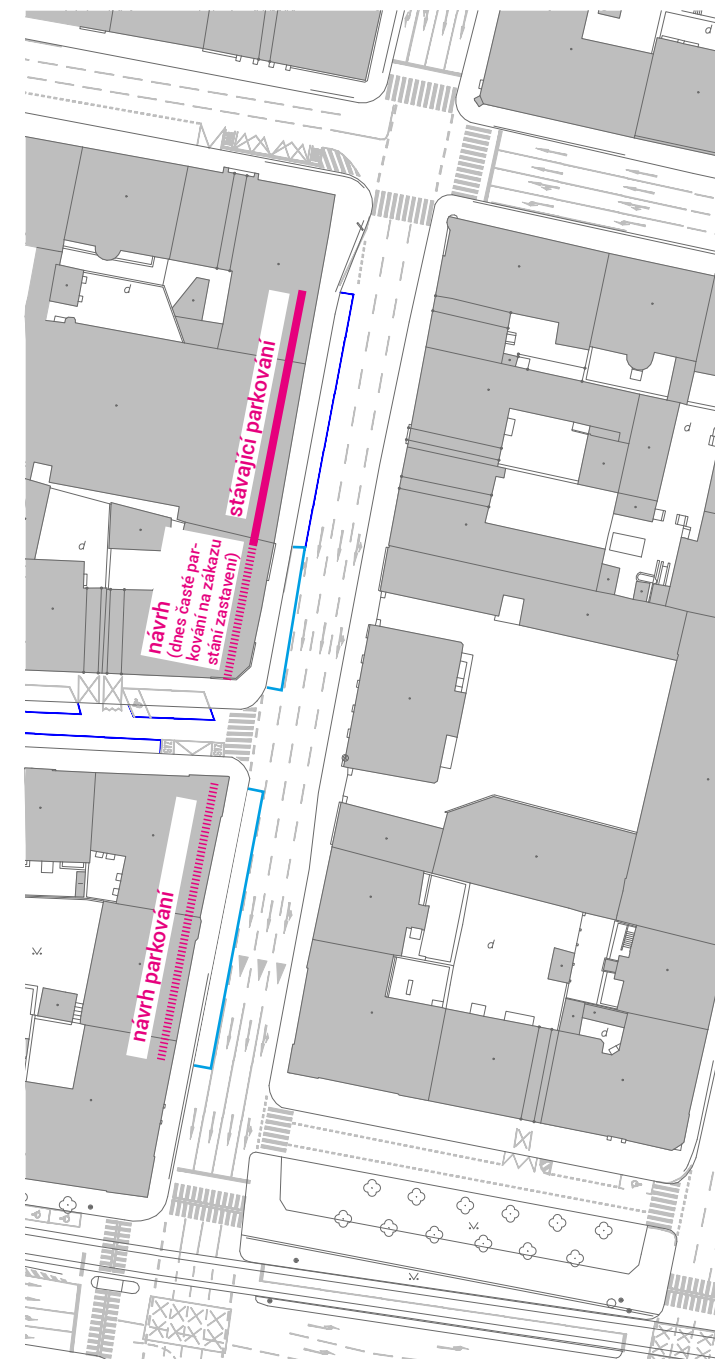 stávající parkování
návrh
(dnes časté par-
kování na zákazu
stání zastavení)
návrh parkování